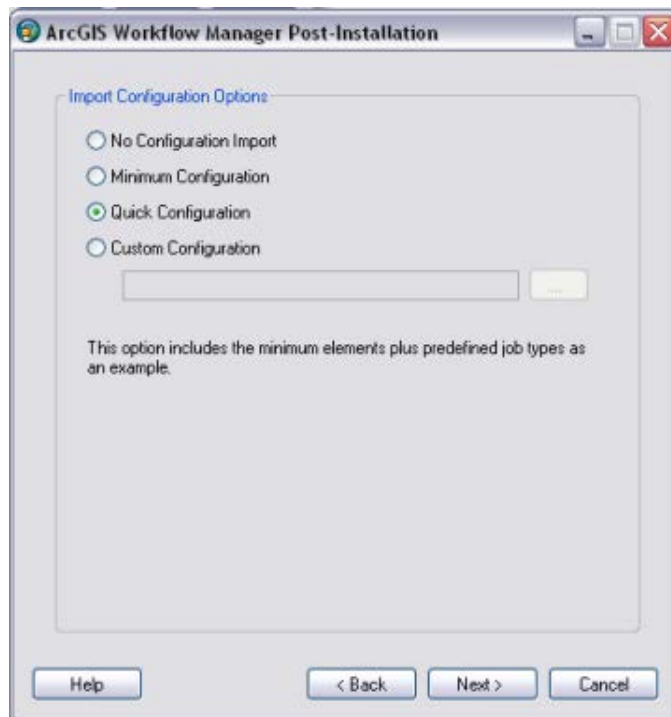 ArcGIS Workflow Manager Post-Installation
Import Configuration Options
No Configuration Import
Minimum Configuration
Quick Configuration
Custom Configuration
...
This option includes the minimum elements plus predefined job types as
an example.
Help
< Back
Next >
Cancel